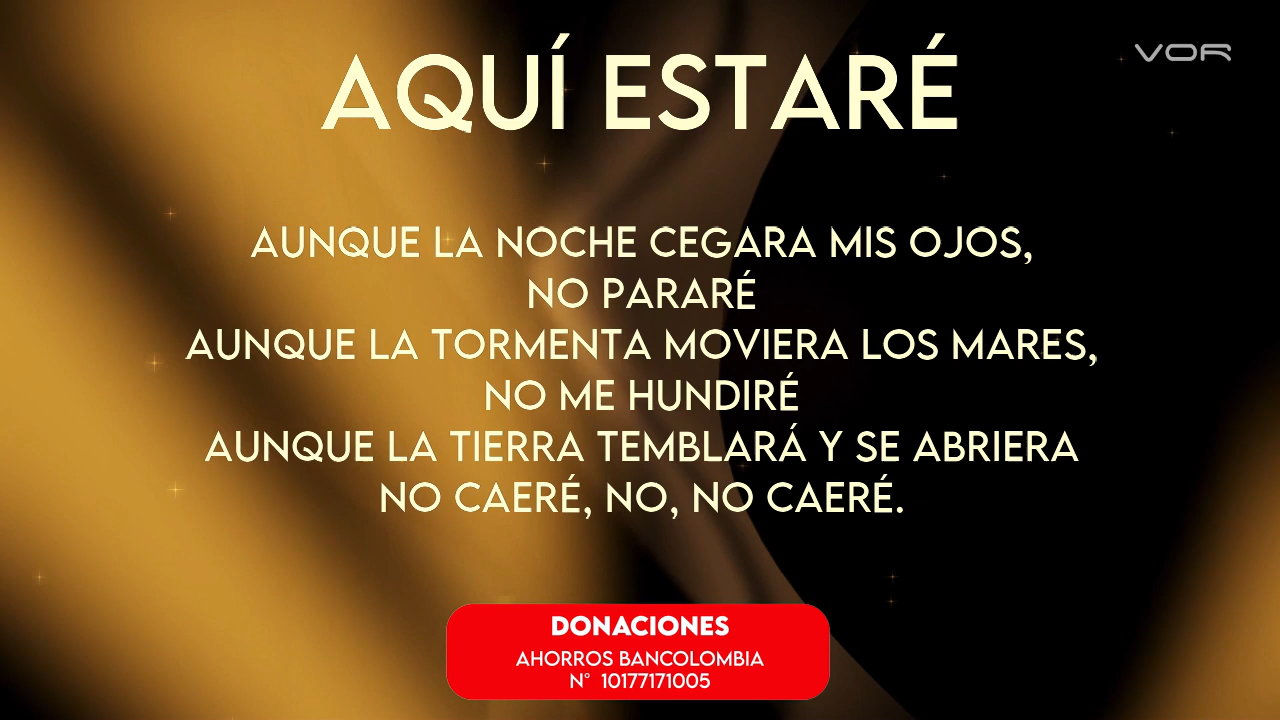 AQUÍ ESTARÉ
VOR
AUNQUE LA NOCHE CEGARA MIS OJOS,
NO PARARÉ
AUNQUE LA TORMENTA MOVIERA LOS MARES,
NO ME HUNDIRÉ
AUNQUE LA TIERRA TEMBLARÁ Y SE ABRIERA
NO CAERÉ, NO, NO CAERÉ.
DONACIONES
AHORROS BANCOLOMBIA
N° 10177171005